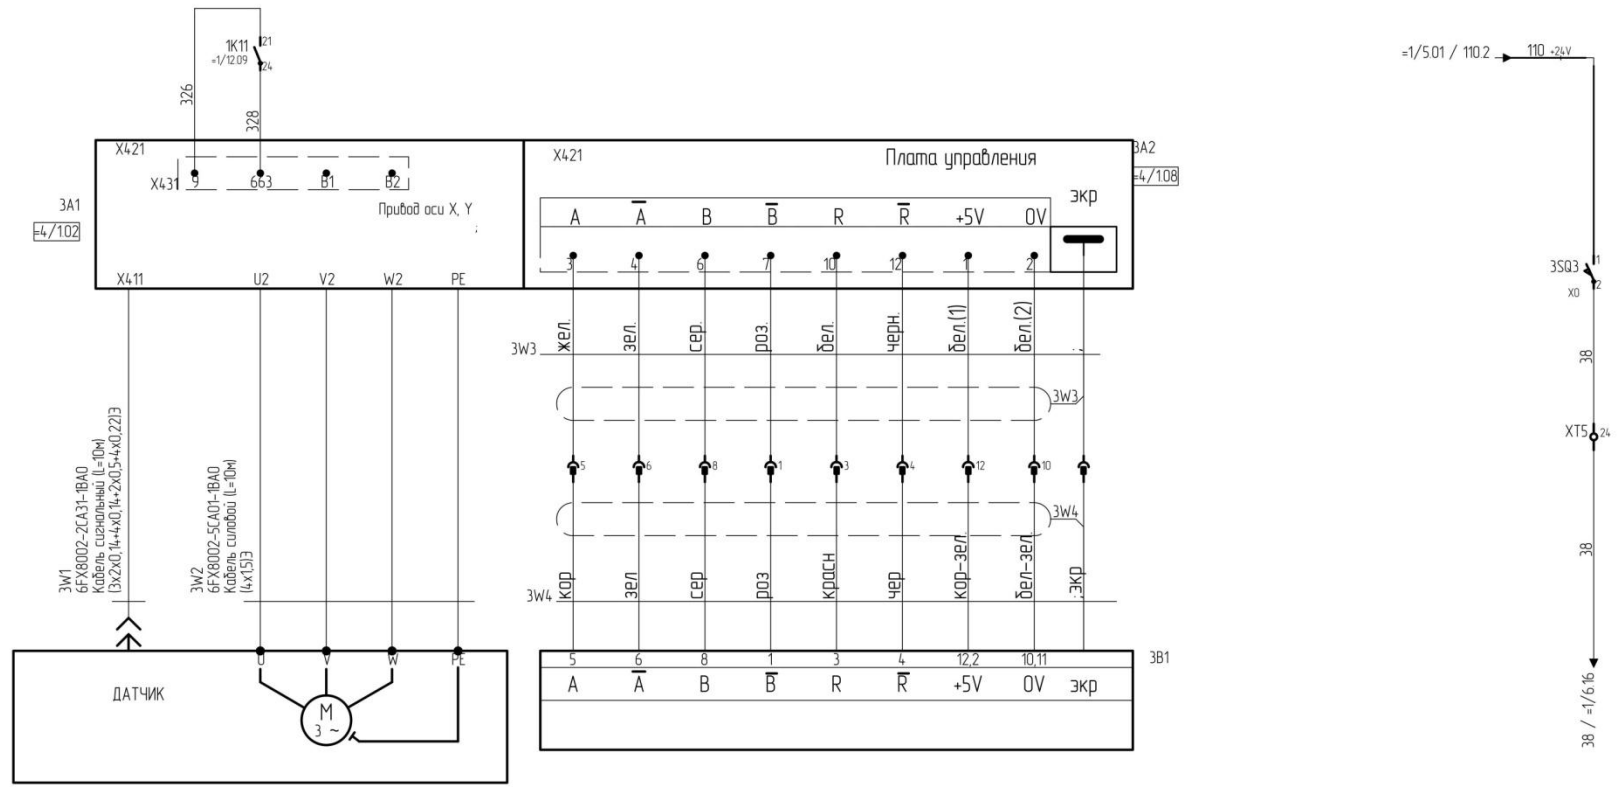 1K11
=1/12.09
21
24
326
328
=1/5.01 / 110.2
110 +24V
X421
X431
9 663 B1 B2
Привод оси X, Y
3A1
=4/1.02
X411 U2 V2 W2 PE
X421
Плата управления
3A2
=4/1.08
экр
A A̅ B B̅ R R̅ +5V 0V
3 4 6 7 10 12 1 2
3SQ3
X0
1
2
38
XT5
24
38
38 / =1/6.16
3W3
жел. зел. сер. роз. бел. черн. бел.(1) бел.(2)
3W3
5 6 8 1 3 4 12 10
3W4
3W4
кор зел сер роз красн чер кор-зел. бел-зел. экр
3W1
6FX8002-2CA31-1BA0
Кабель сигнальный (L=10м)
(3x2x0,14+4x0,14+2x0,5+4x0,22)Э
3W2
6FX8002-5CA01-1BA0
Кабель силовой (L=10м)
(4x1,5)Э
U V W PE
ДАТЧИК
M
3 ~
3B1
5 6 8 1 3 4 12,2 10,11
A A̅ B B̅ R R̅ +5V 0V экр